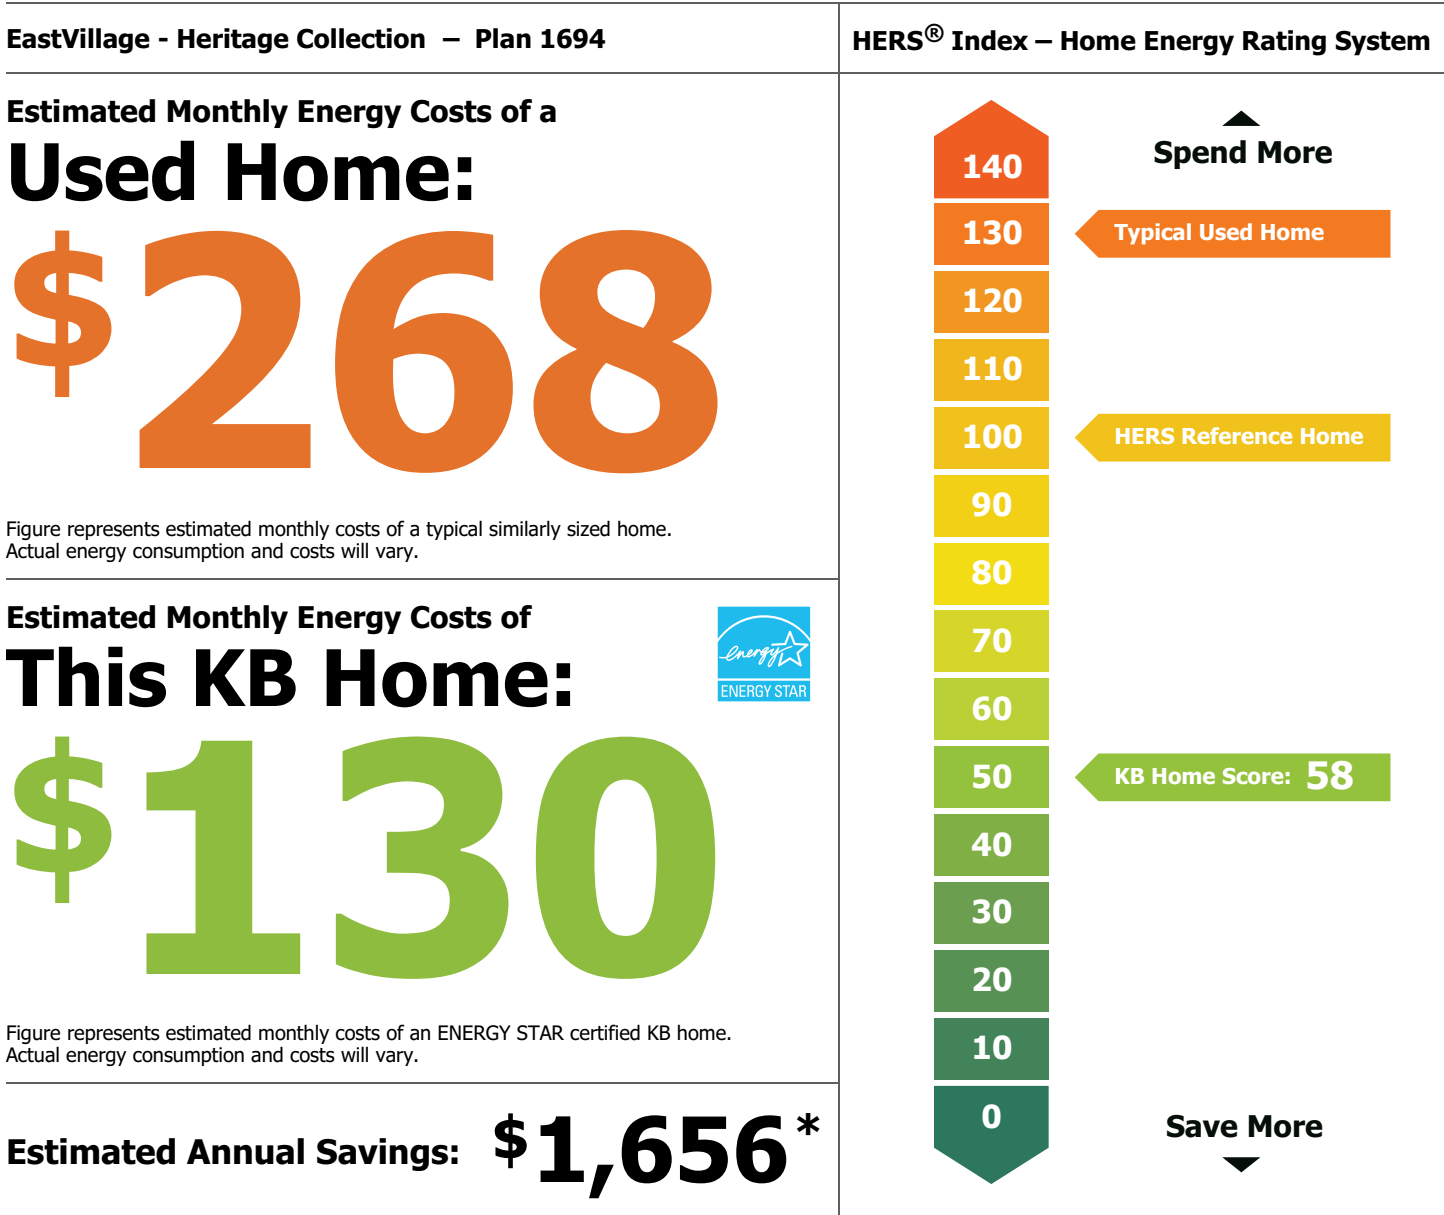 EastVillage - Heritage Collection – Plan 1694
Estimated Monthly Energy Costs of a
Used Home:
$268
Figure represents estimated monthly costs of a typical similarly sized home.
Actual energy consumption and costs will vary.
Estimated Monthly Energy Costs of
This KB Home:
energy
ENERGY STAR
$130
Figure represents estimated monthly costs of an ENERGY STAR certified KB home.
Actual energy consumption and costs will vary.
Estimated Annual Savings: $1,656*
HERS® Index – Home Energy Rating System
Spend More
140
130 Typical Used Home
120
110
100 HERS Reference Home
90
80
70
60
50 KB Home Score: 58
40
30
20
10
0
Save More